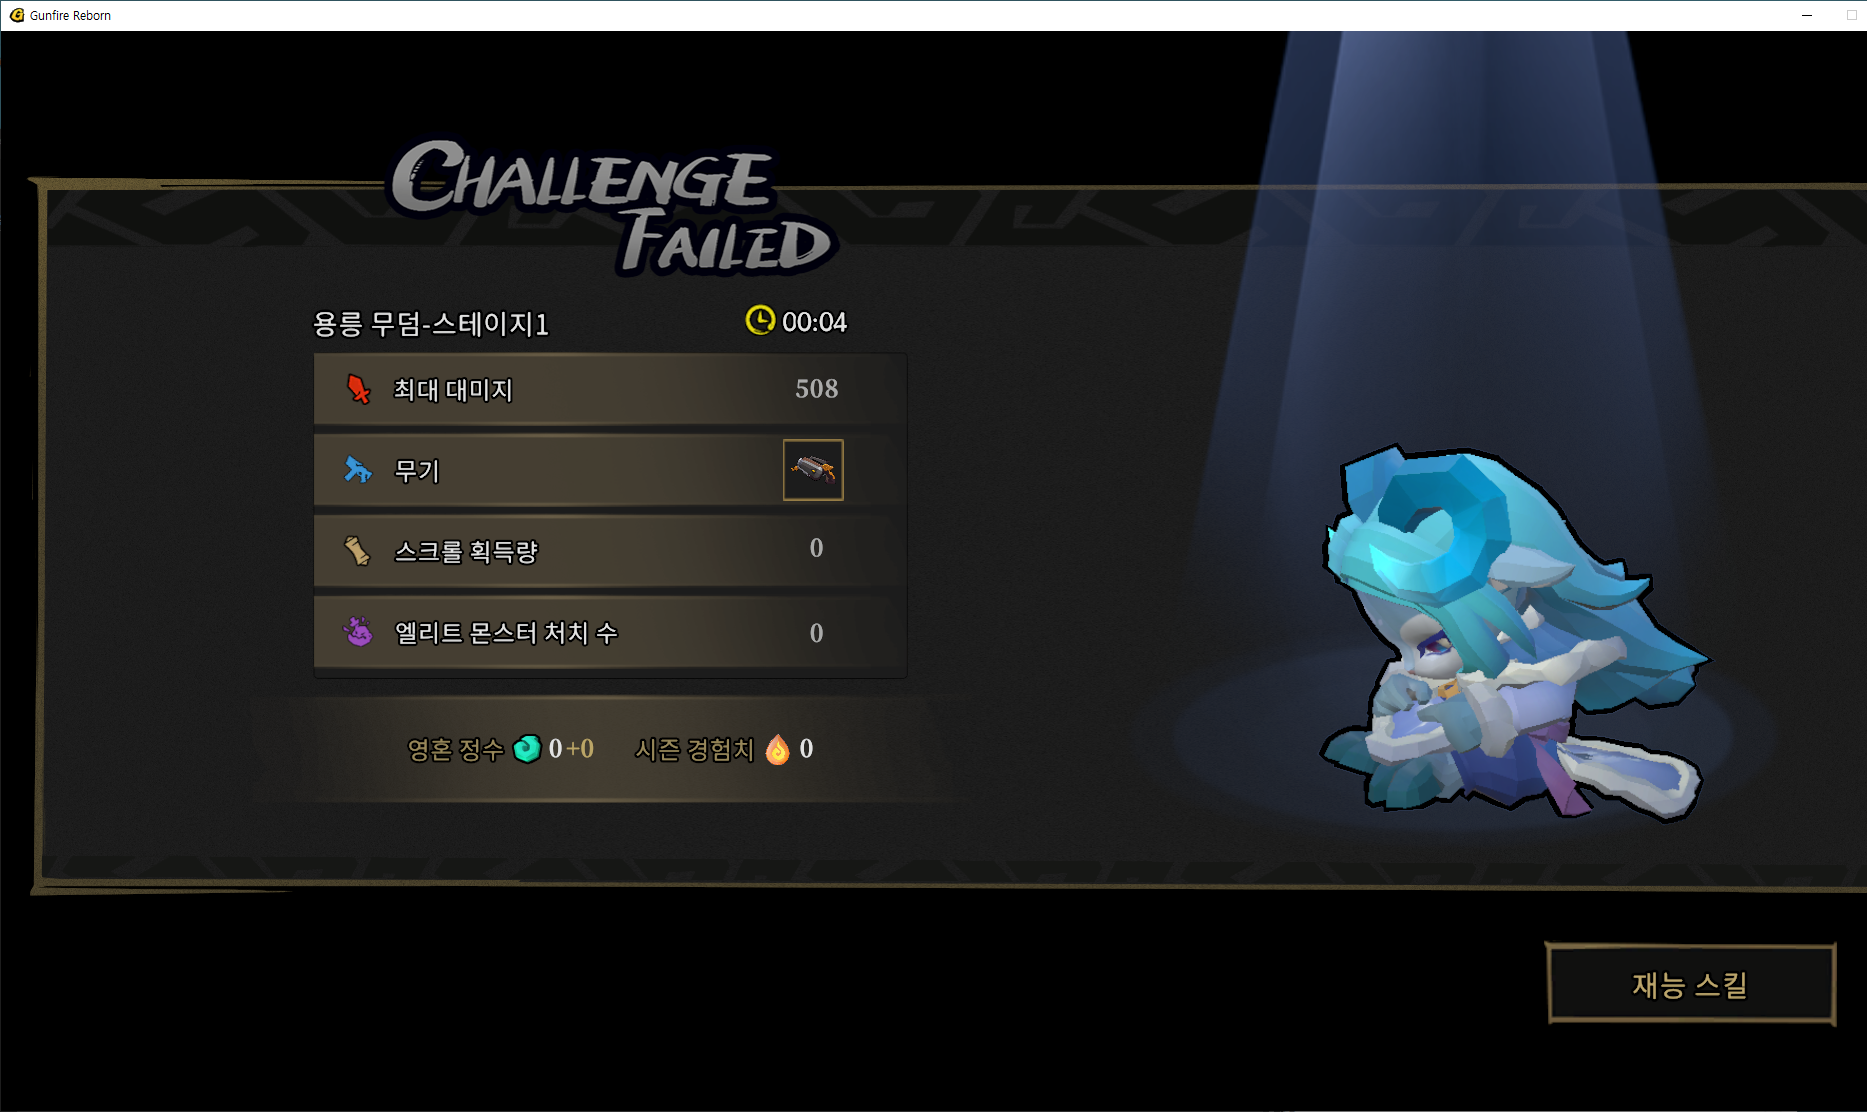 Gunfire Reborn
CHALLENGE
FAILED
용릉 무덤-스테이지1 00:04
최대 대미지 508
무기
스크롤 획득량 0
엘리트 몬스터 처치 수 0
영혼 정수 0+0 시즌 경험치 0
재능 스킬